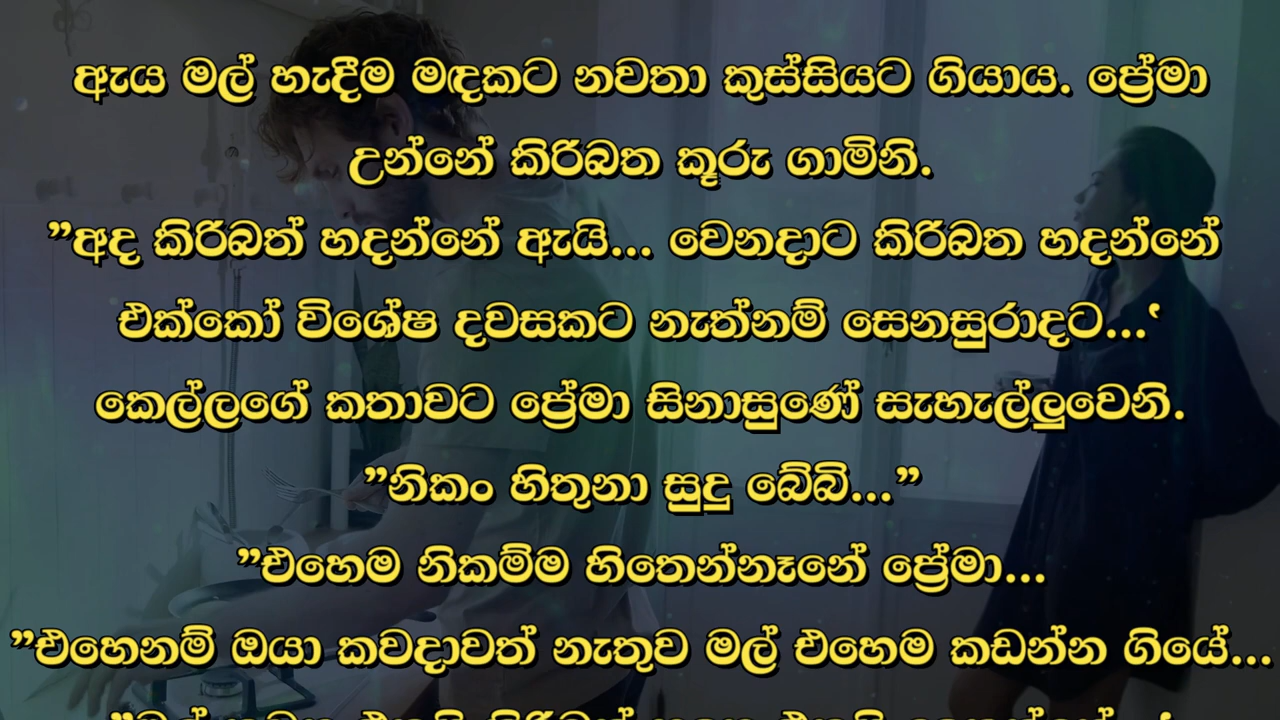 ඇය මල් හැදීම මඳකට නවතා කුස්සියට ගියාය. ප්‍රේමා
උන්නේ කිරිබත කූරු ගාමිනි.
”අද කිරිබත් හදන්නේ ඇයි... වෙනදාට කිරිබත හදන්නේ
එක්කෝ විශේෂ දවසකට නැත්නම් සෙනසුරාදට...‛
කෙල්ලගේ කතාවට ප්‍රේමා සිනාසුණේ සැහැල්ලුවෙනි.
”නිකං හිතුනා සුදු බේබි...”
”එහෙම නිකම්ම හිතෙන්නෑනේ ප්‍රේමා...
”එහෙනම් ඔයා කවදාවත් නැතුව මල් එහෙම කඩන්න ගියේ...